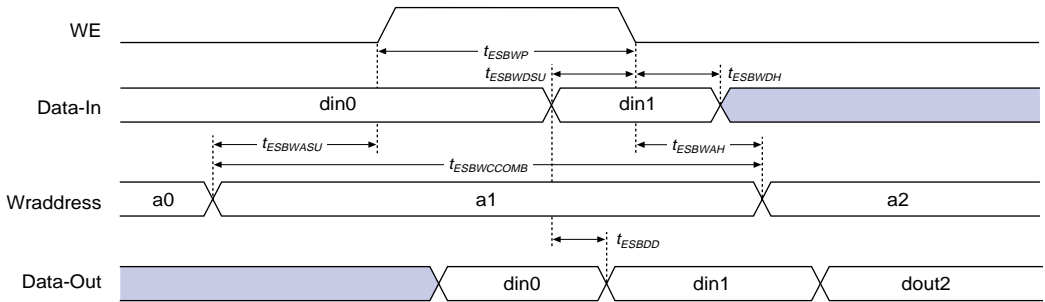 WE
tESBWP
tESBWDSU tESBWDH
Data-In din0 din1
tESBWASU tESBWAH
tESBWCCOMB
Wraddress a0 a1 a2
tESBDD
Data-Out din0 din1 dout2